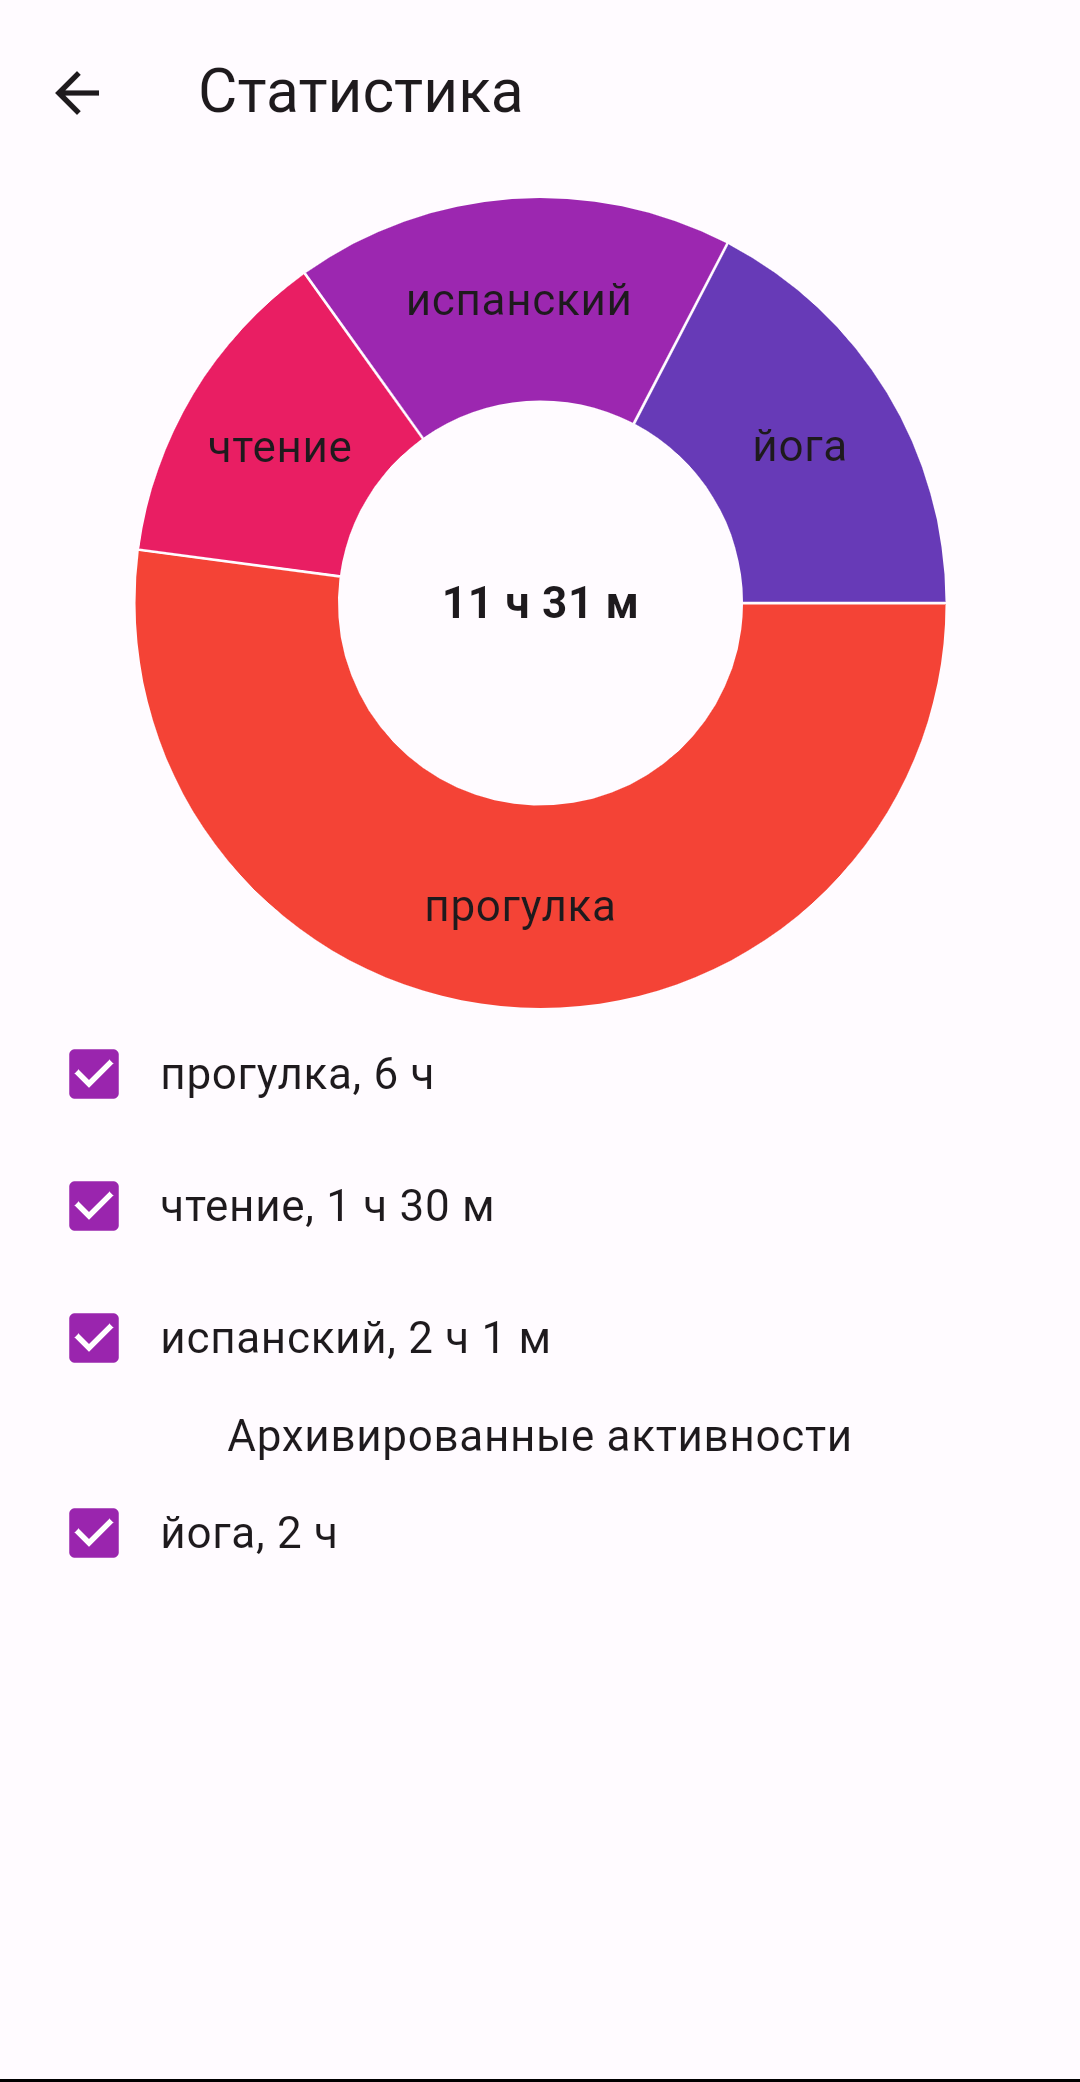 Статистика
испанский
чтение
йога
11 ч 31 м
прогулка
прогулка, 6 ч
чтение, 1 ч 30 м
испанский, 2 ч 1 м
Архивированные активности
йога, 2 ч